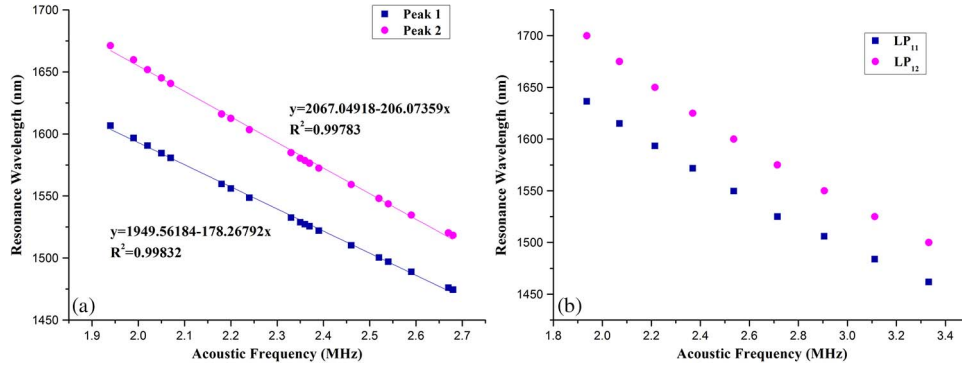 1700
1650
1600
1550
1500
1450
Resonance Wavelength (nm)
Peak 1
Peak 2
y=2067.04918-206.07359x
R²=0.99783
y=1949.56184-178.26792x
R²=0.99832
(a)
1.9 2.0 2.1 2.2 2.3 2.4 2.5 2.6 2.7
Acoustic Frequency (MHz)
1700
1650
1600
1550
1500
1450
Resonance Wavelength (nm)
LP₁₁
LP₁₂
(b)
1.8 2.0 2.2 2.4 2.6 2.8 3.0 3.2 3.4
Acoustic Frequency (MHz)